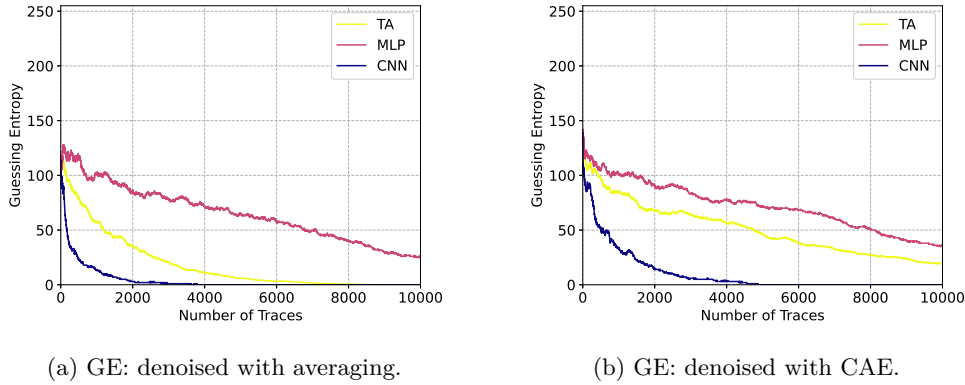 250
200
150
100
50
0
Guessing Entropy
TA
MLP
CNN
0 2000 4000 6000 8000 10000
Number of Traces
(a) GE: denoised with averaging.
250
200
150
100
50
0
Guessing Entropy
TA
MLP
CNN
0 2000 4000 6000 8000 10000
Number of Traces
(b) GE: denoised with CAE.